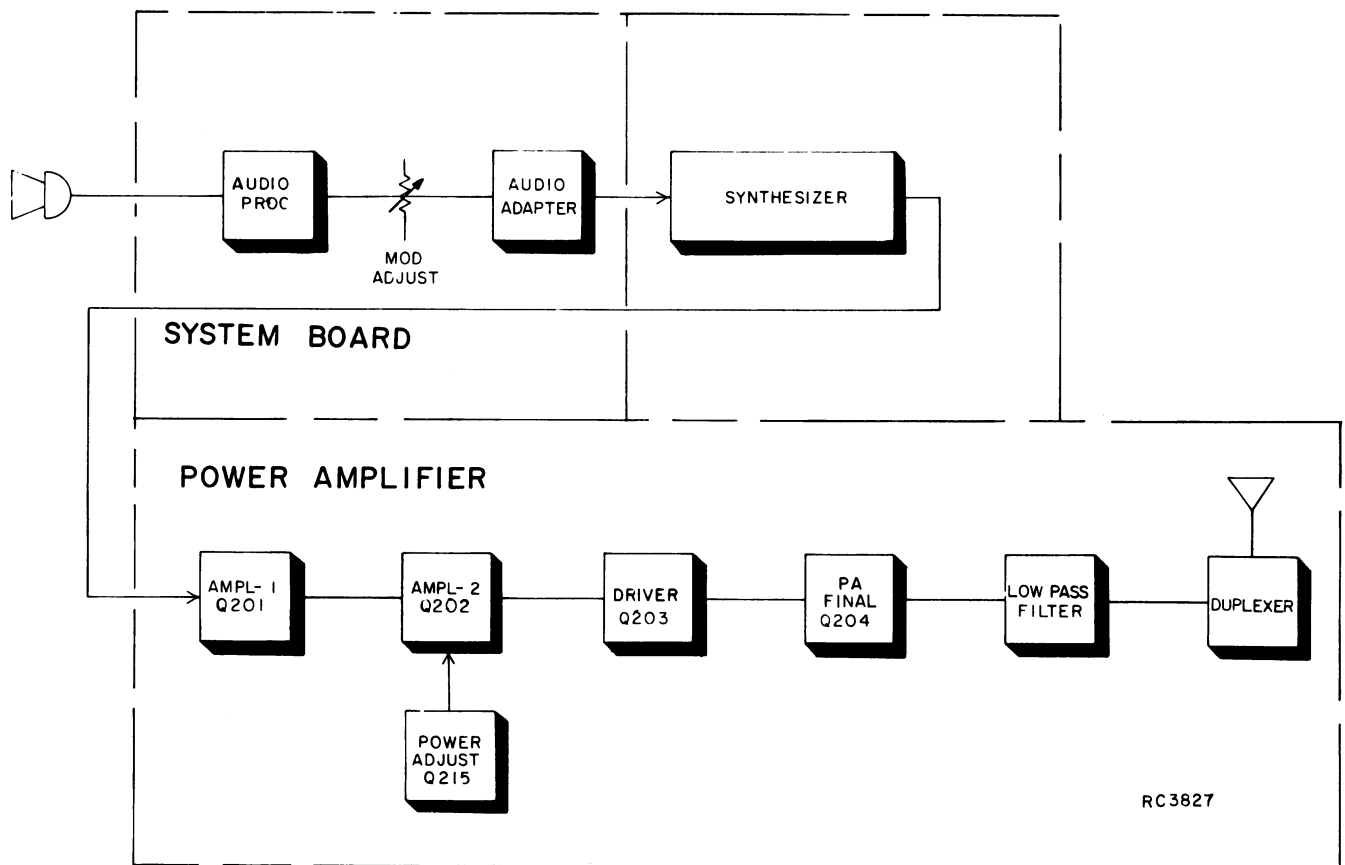 AUDIO
PROC
MOD
ADJUST
AUDIO
ADAPTER
SYNTHESIZER
SYSTEM BOARD
POWER AMPLIFIER
AMPL-1
Q201
AMPL-2
Q202
DRIVER
Q203
PA
FINAL
Q204
LOW PASS
FILTER
DUPLEXER
POWER
ADJUST
Q215
RC3827